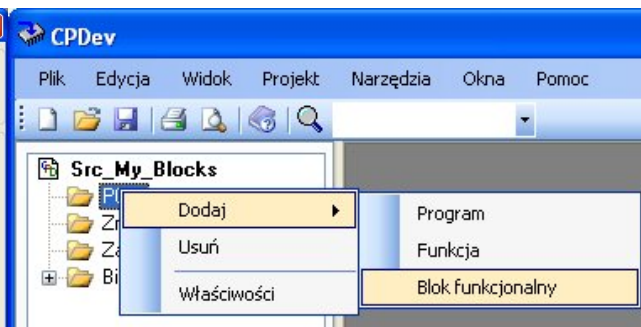 CPDev
Plik Edycja Widok Projekt Narzędzia Okna Pomoc
Src_My_Blocks
Dodaj
Usuń
Właściwości
Program
Funkcja
Blok funkcjonalny